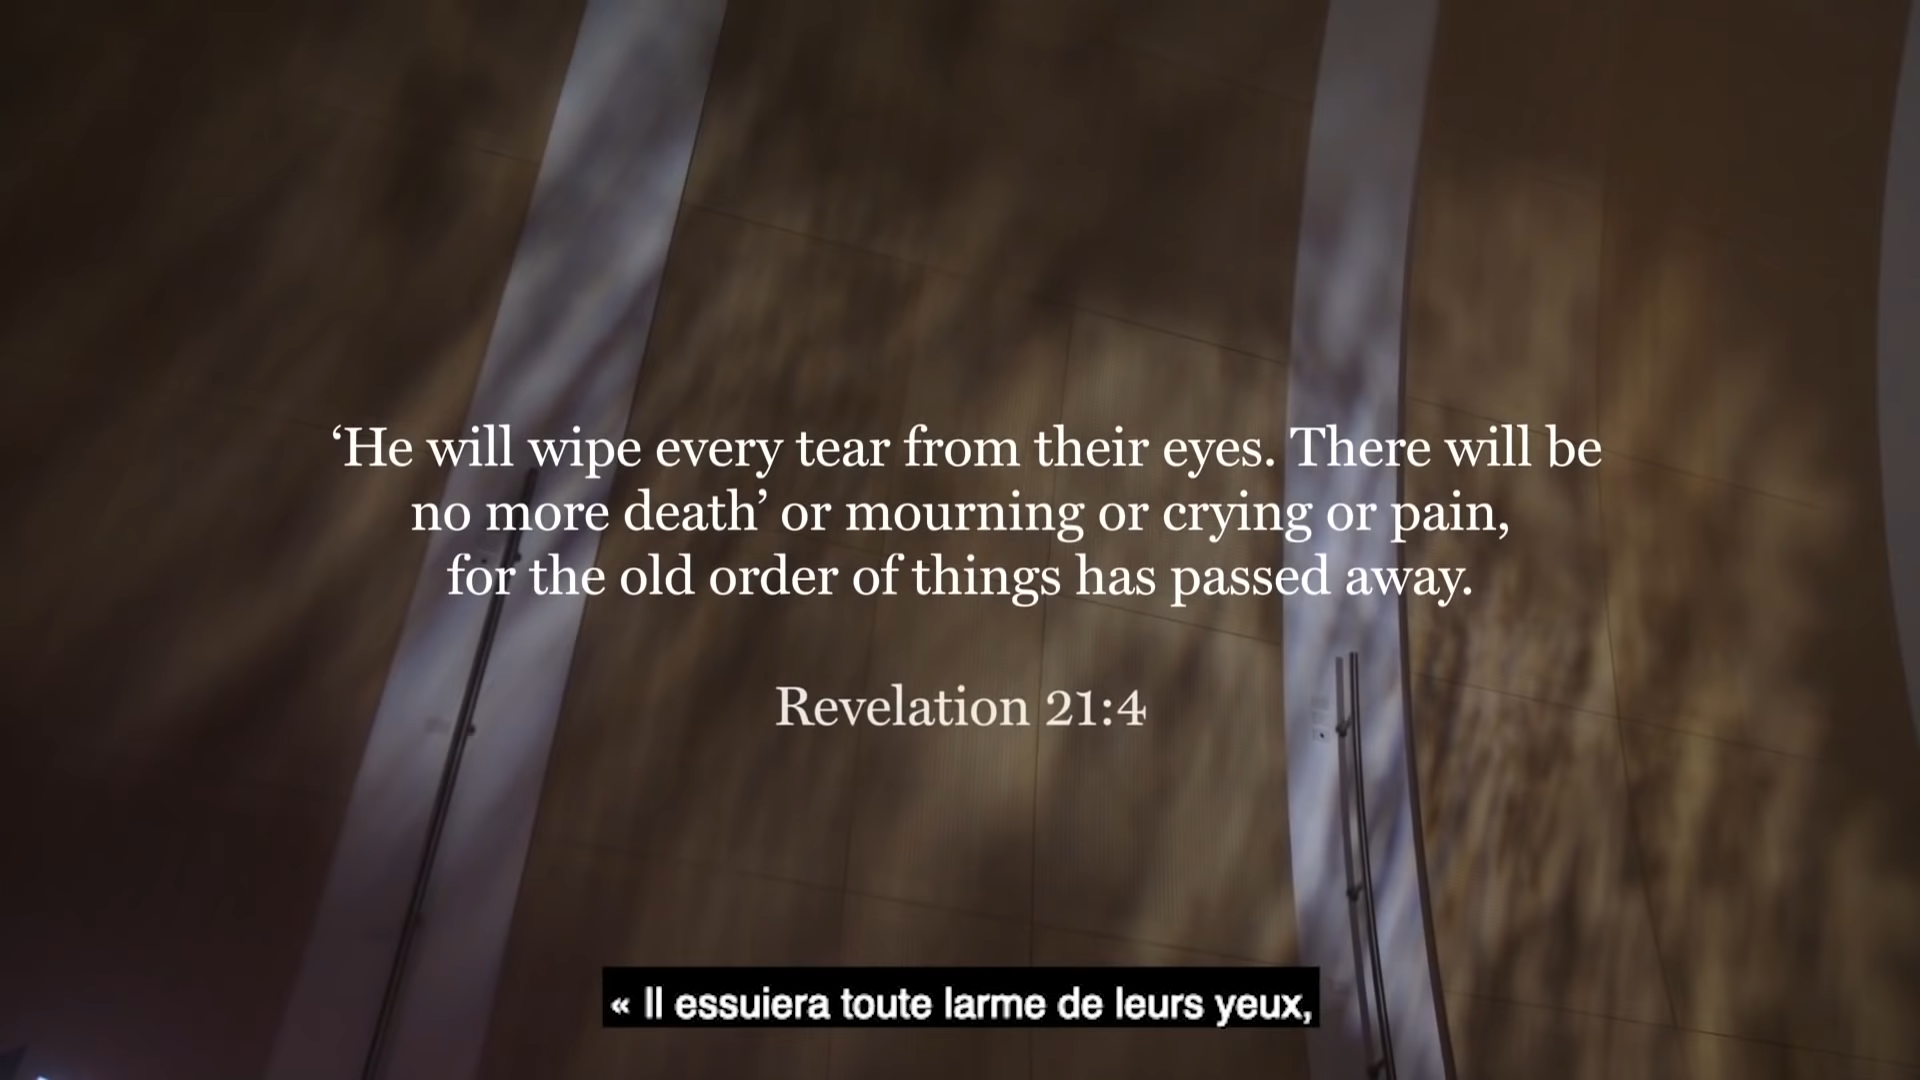 ‘He will wipe every tear from their eyes. There will be
no more death’ or mourning or crying or pain,
for the old order of things has passed away.
Revelation 21:4
« Il essuiera toute larme de leurs yeux,